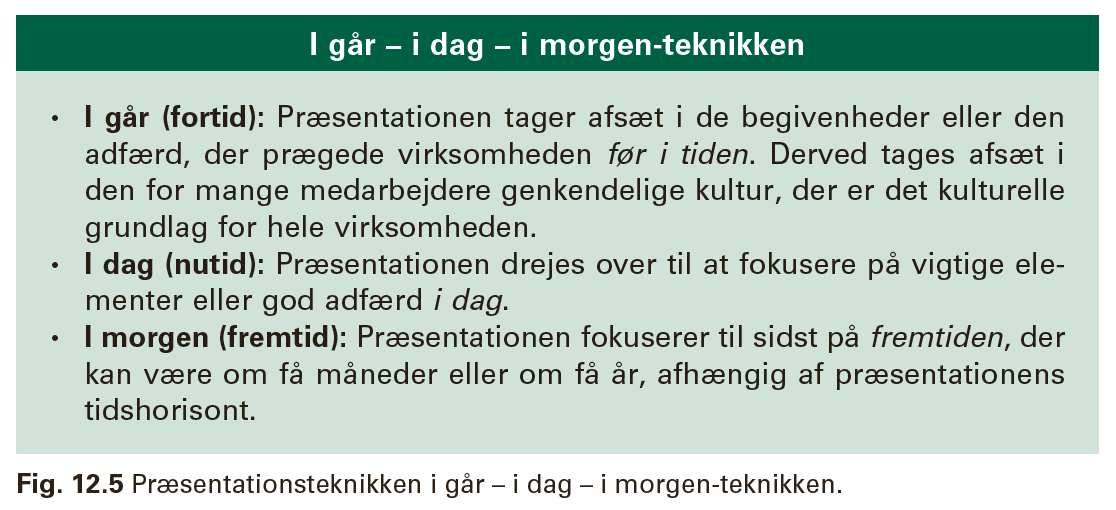 I går – i dag – i morgen-teknikken
• I går (fortid): Præsentationen tager afsæt i de begivenheder eller den
adfærd, der prægede virksomheden før i tiden. Derved tages afsæt i
den for mange medarbejdere genkendelige kultur, der er det kulturelle
grundlag for hele virksomheden.
• I dag (nutid): Præsentationen drejes over til at fokusere på vigtige ele-
menter eller god adfærd i dag.
• I morgen (fremtid): Præsentationen fokuserer til sidst på fremtiden, der
kan være om få måneder eller om få år, afhængig af præsentationens
tidshorisont.
Fig. 12.5 Præsentationsteknikken i går – i dag – i morgen-teknikken.